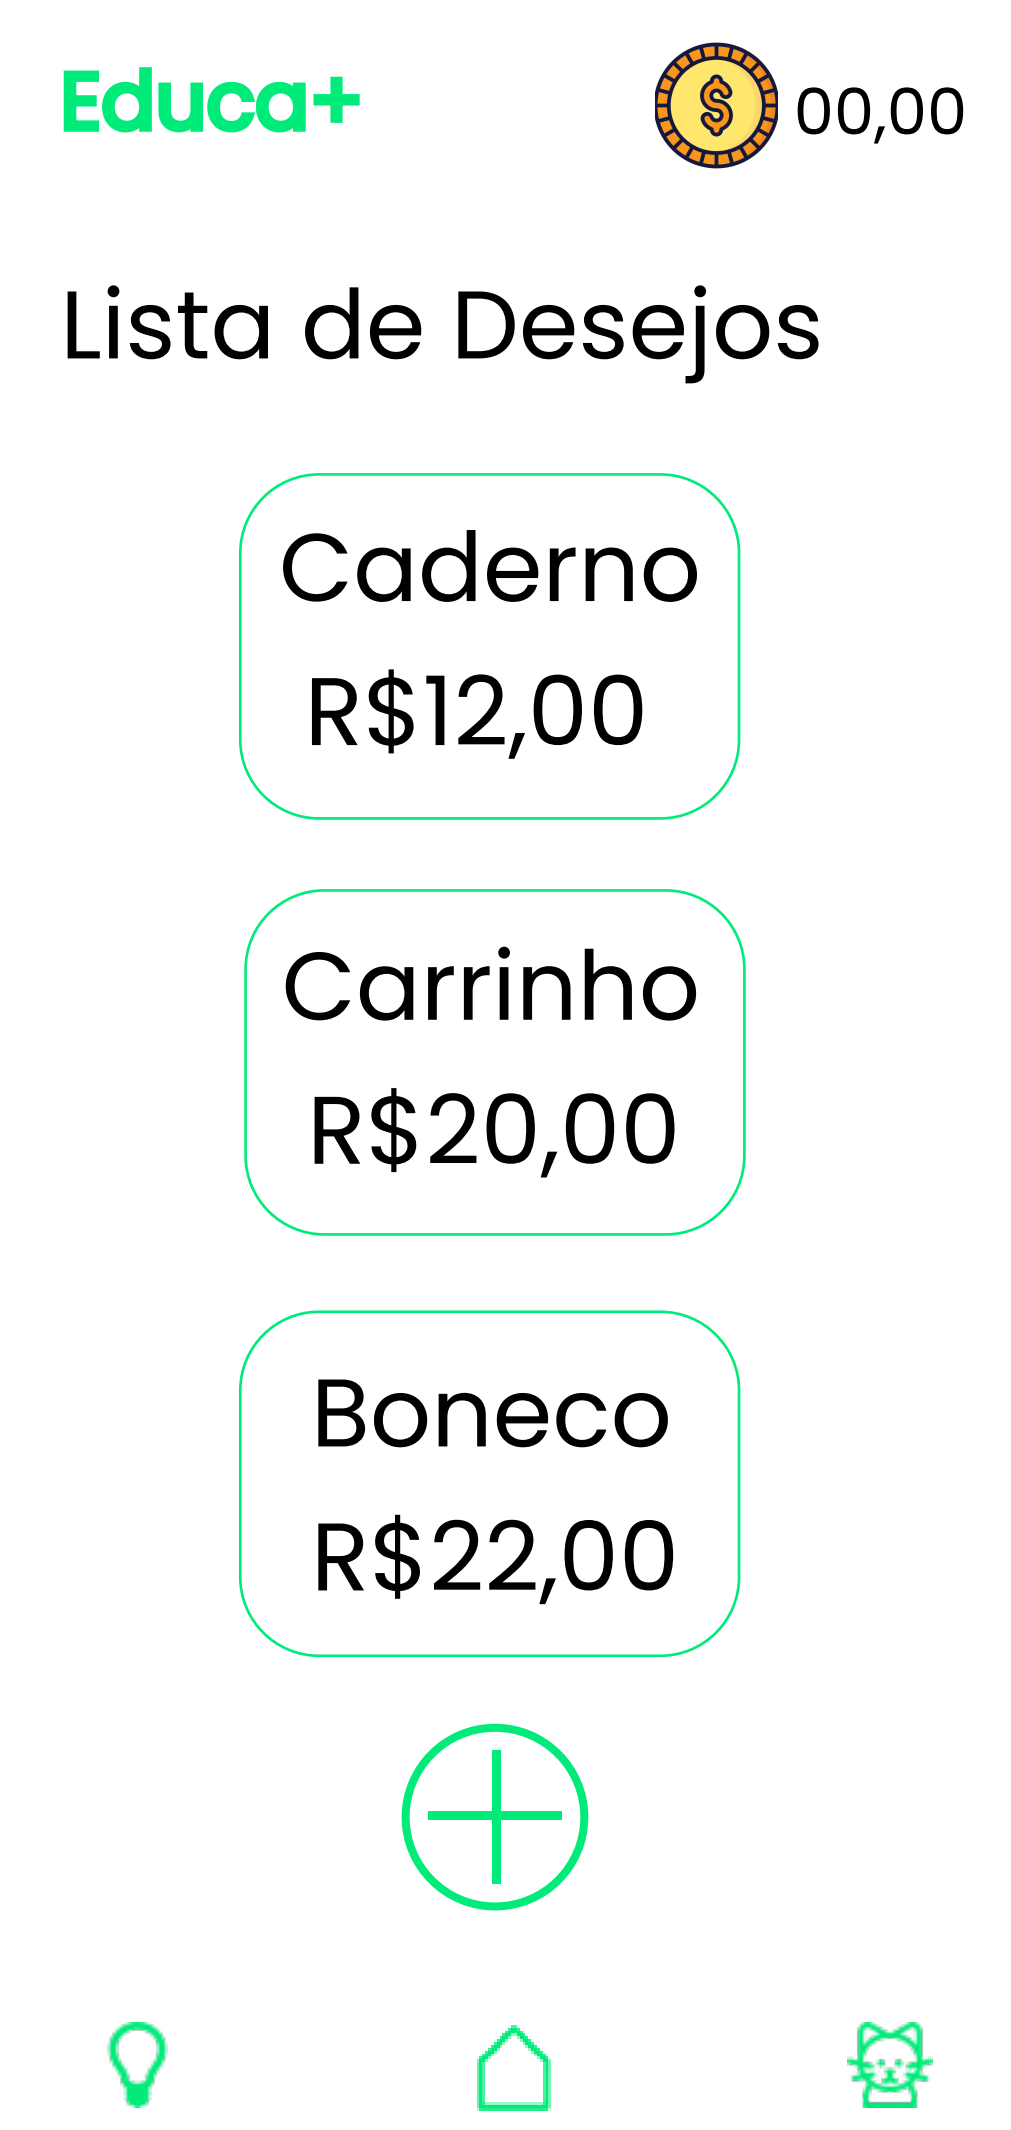 Educa+
$ 00,00
Lista de Desejos
Caderno
R$12,00
Carrinho
R$20,00
Boneco
R$22,00